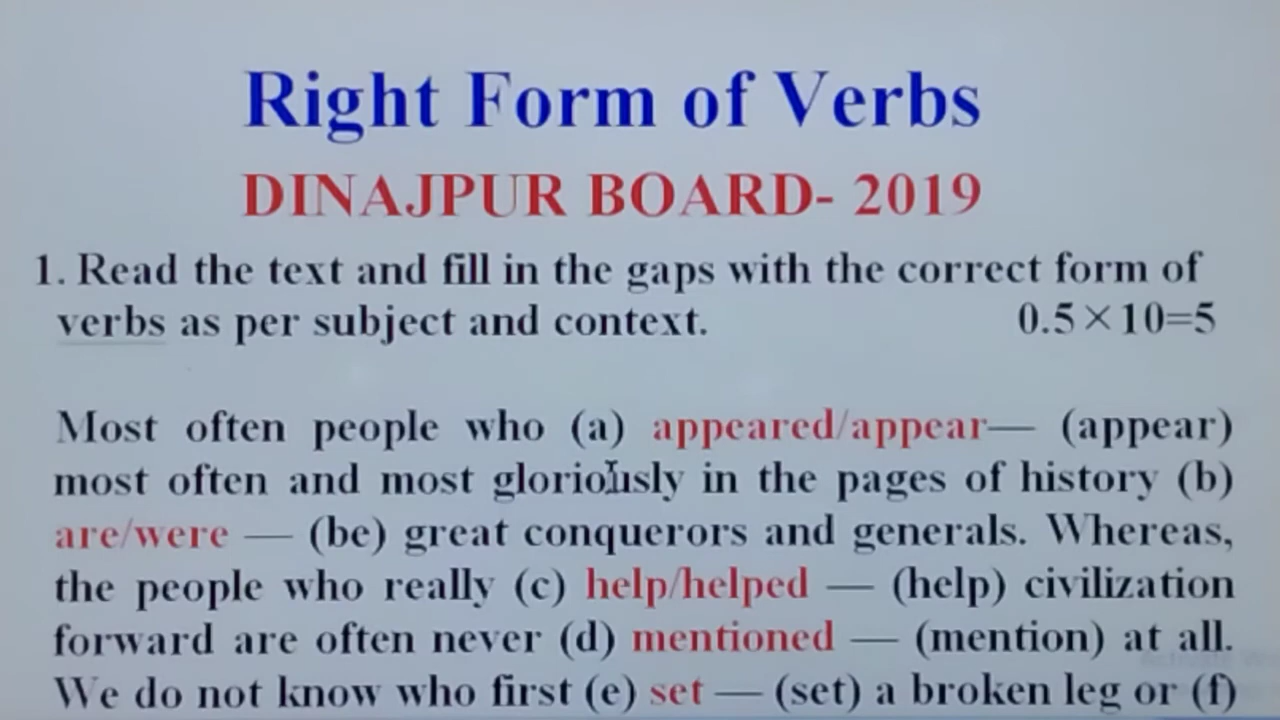 Right Form of Verbs
DINAJPUR BOARD- 2019
1. Read the text and fill in the gaps with the correct form of
verbs as per subject and context. 0.5×10=5
Most often people who (a) appeared/appear— (appear)
most often and most gloriously in the pages of history (b)
are/were — (be) great conquerors and generals. Whereas,
the people who really (c) help/helped — (help) civilization
forward are often never (d) mentioned — (mention) at all.
We do not know who first (e) set — (set) a broken leg or (f)